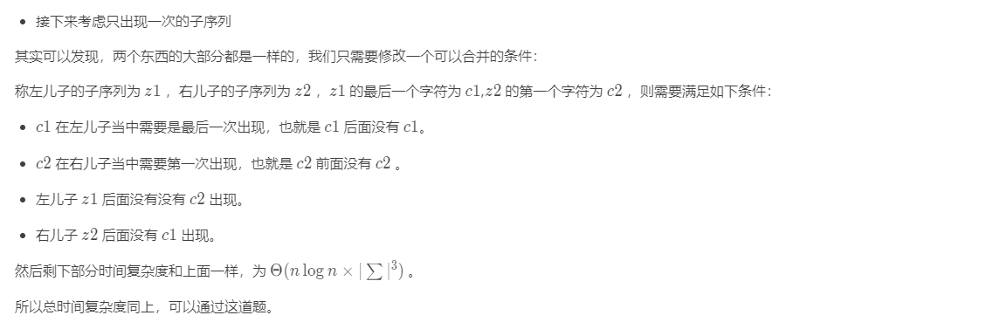 接下来考虑只出现一次的子序列
其实可以发现，两个东西的大部分都是一样的，我们只需要修改一个可以合并的条件：
称左儿子的子序列为 z1 ，右儿子的子序列为 z2 ，z1 的最后一个字符为 c1,z2 的第一个字符为 c2 ，则需要满足如下条件：
c1 在左儿子当中需要是最后一次出现，也就是 c1 后面没有 c1。
c2 在右儿子当中需要第一次出现，也就是 c2 前面没有 c2 。
左儿子 z1 后面没有没有 c2 出现。
右儿子 z2 后面没有 c1 出现。
然后剩下部分时间复杂度和上面一样，为 Θ(n log n × |∑|³) 。
所以总时间复杂度同上，可以通过这道题。